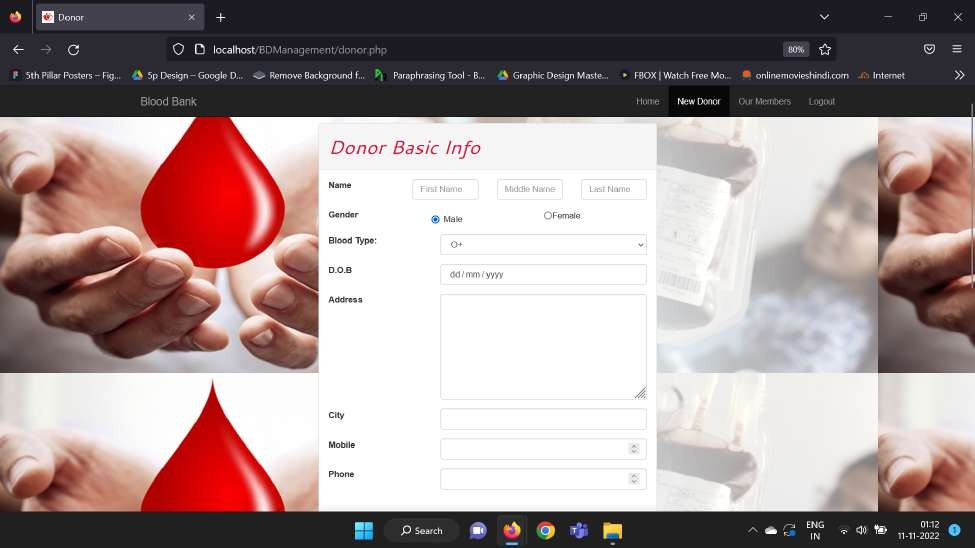 Donor
localhost/BDManagement/donor.php
80%
5th Pillar Posters – Fig...
5p Design – Google D...
Remove Background f...
Paraphrasing Tool - B...
Graphic Design Maste...
FBOX | Watch Free Mo...
onlinemovieshindi.com
Internet
Blood Bank
Home
New Donor
Our Members
Logout
Donor Basic Info
Name
First Name
Middle Name
Last Name
Gender
Male
Female
Blood Type:
O+
D.O.B
dd / mm / yyyy
Address
City
Mobile
Phone
Search
ENG
IN
01:12
11-11-2022
1